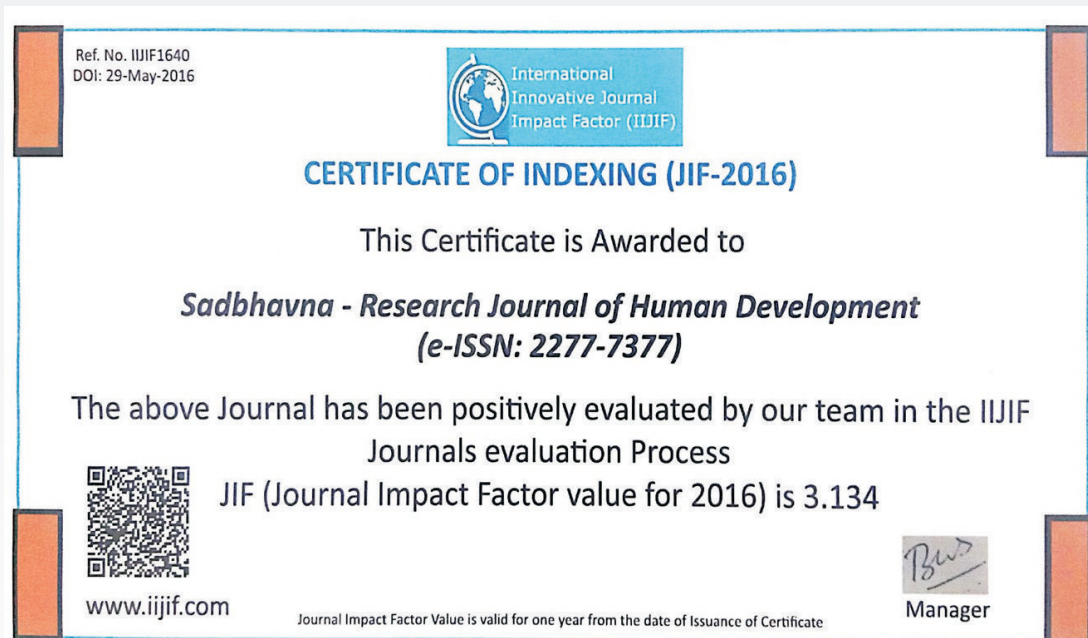 Ref. No. IIJIF1640
DOI: 29-May-2016
International
Innovative Journal
Impact Factor (IIJIF)
CERTIFICATE OF INDEXING (JIF-2016)
This Certificate is Awarded to
Sadbhavna - Research Journal of Human Development
(e-ISSN: 2277-7377)
The above Journal has been positively evaluated by our team in the IIJIF
Journals evaluation Process
JIF (Journal Impact Factor value for 2016) is 3.134
www.iijif.com
Journal Impact Factor Value is valid for one year from the date of Issuance of Certificate
Manager